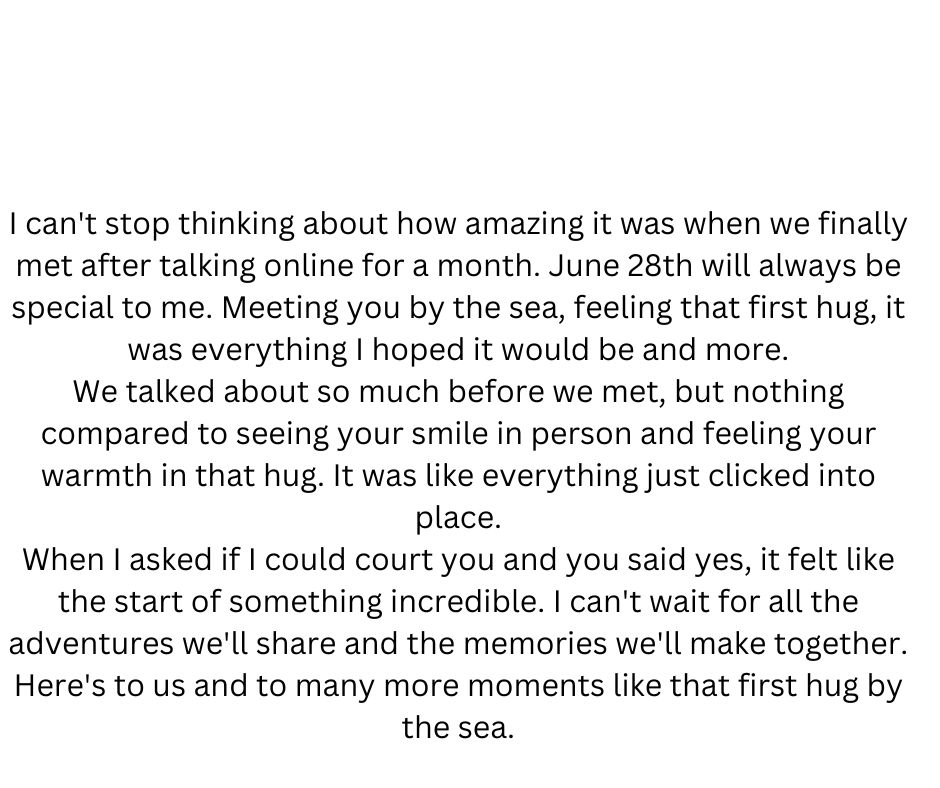 I can't stop thinking about how amazing it was when we finally
met after talking online for a month. June 28th will always be
special to me. Meeting you by the sea, feeling that first hug, it
was everything I hoped it would be and more.
We talked about so much before we met, but nothing
compared to seeing your smile in person and feeling your
warmth in that hug. It was like everything just clicked into
place.
When I asked if I could court you and you said yes, it felt like
the start of something incredible. I can't wait for all the
adventures we'll share and the memories we'll make together.
Here's to us and to many more moments like that first hug by
the sea.